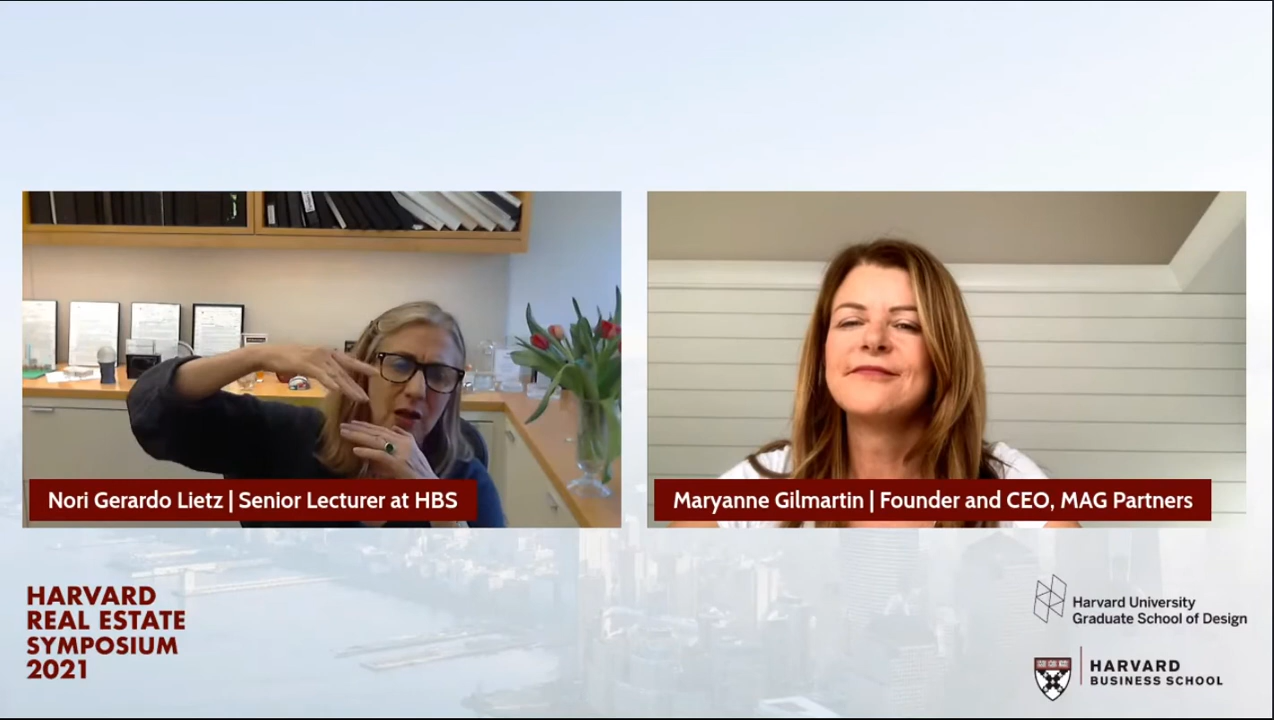 Nori Gerardo Lietz | Senior Lecturer at HBS
Maryanne Gilmartin | Founder and CEO, MAG Partners
HARVARD
REAL ESTATE
SYMPOSIUM
2021
Harvard University
Graduate School of Design
HARVARD
BUSINESS SCHOOL